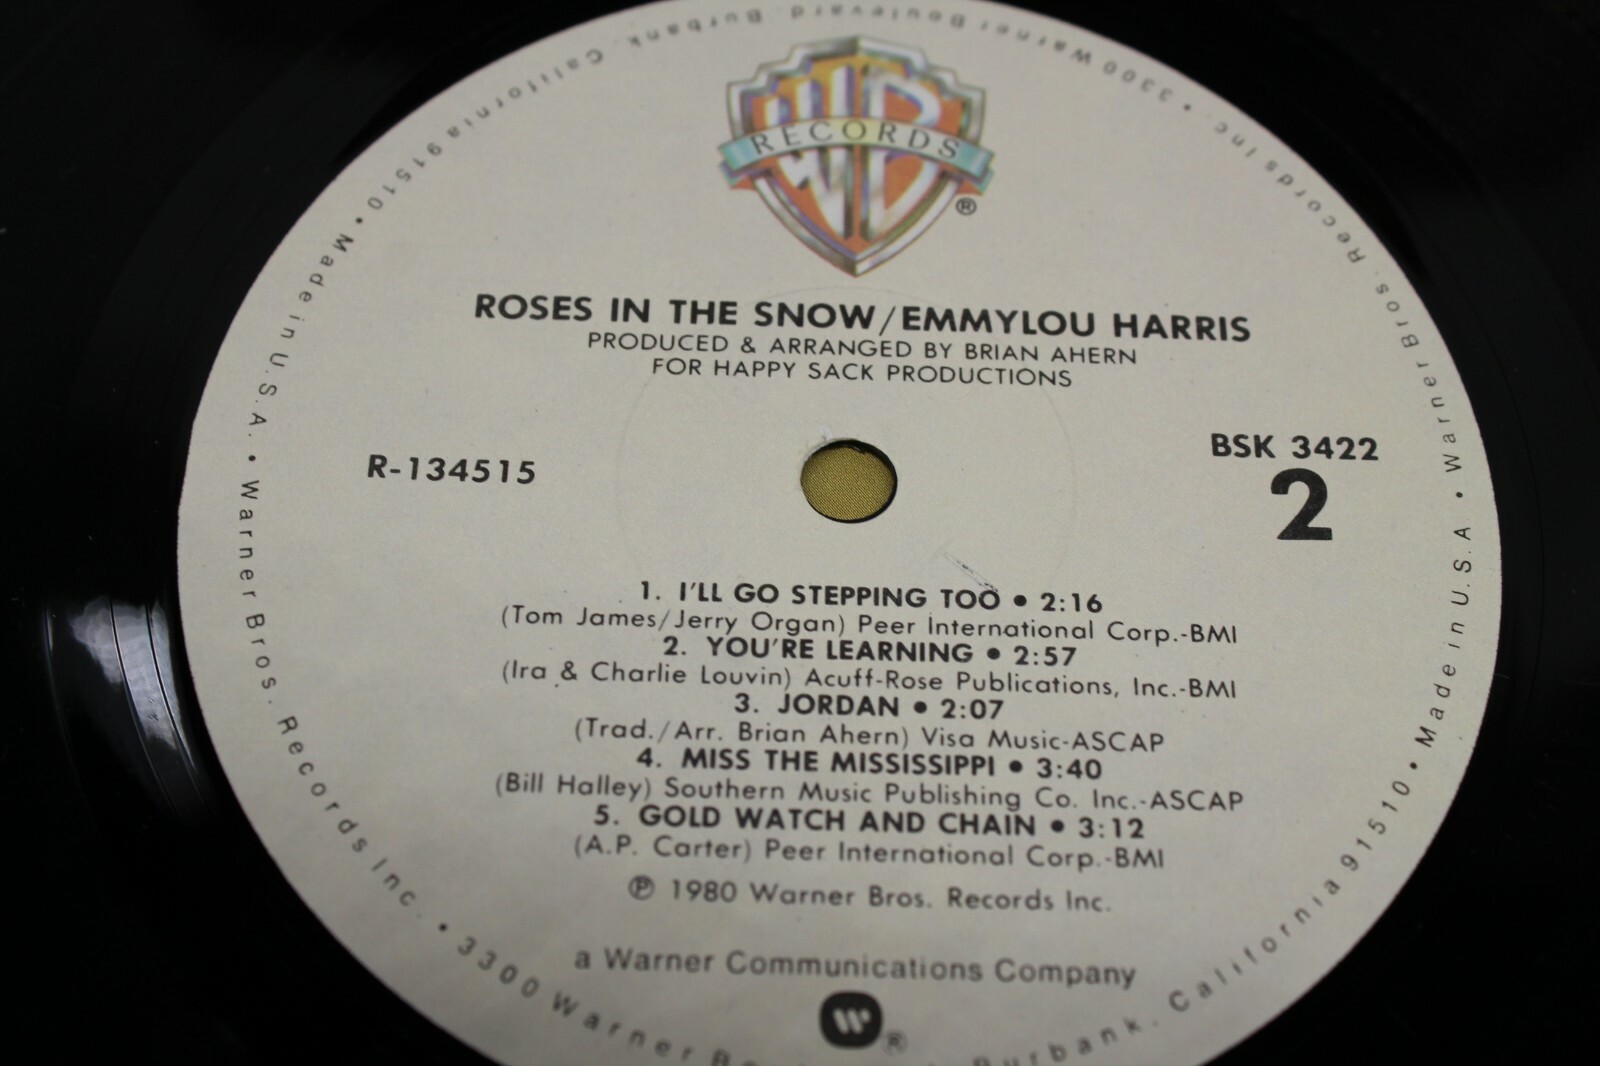 WB
RECORDS
®
ROSES IN THE SNOW/EMMYLOU HARRIS
PRODUCED & ARRANGED BY BRIAN AHERN
FOR HAPPY SACK PRODUCTIONS
R-134515
BSK 3422
2
1. I'LL GO STEPPING TOO • 2:16
(Tom James/Jerry Organ) Peer International Corp.-BMI
2. YOU'RE LEARNING • 2:57
(Ira & Charlie Louvin) Acuff-Rose Publications, Inc.-BMI
3. JORDAN • 2:07
(Trad./Arr. Brian Ahern) Visa Music-ASCAP
4. MISS THE MISSISSIPPI • 3:40
(Bill Halley) Southern Music Publishing Co. Inc.-ASCAP
5. GOLD WATCH AND CHAIN • 3:12
(A.P. Carter) Peer International Corp.-BMI
℗ 1980 Warner Bros. Records Inc.
a Warner Communications Company
W ®
Warner Bros. Records Inc. • 3300 Warner Boulevard. Burbank. California 91510 • Made in U.S.A. • Warner Bros. Records Inc. • 3300 Warner Burbank. California 91510 • Made in U.S.A •